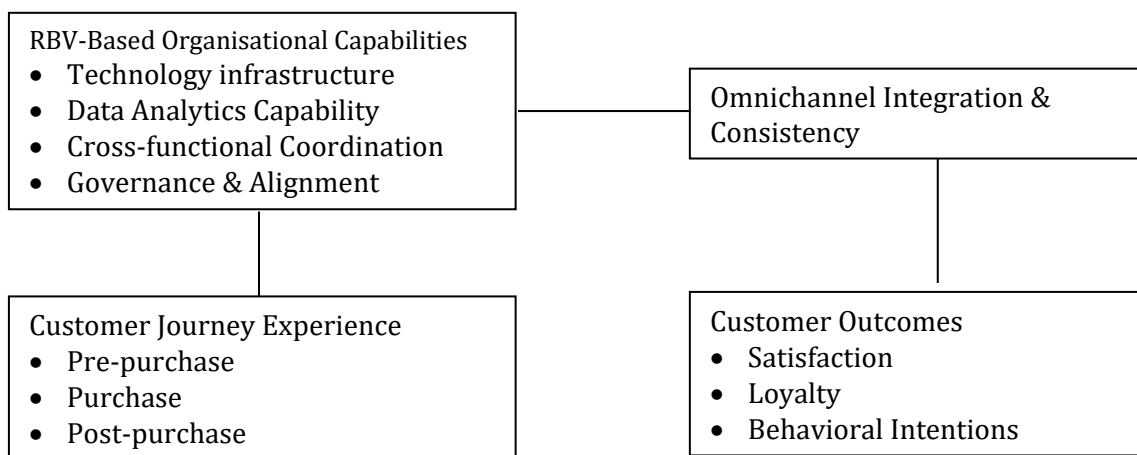 RBV-Based Organisational Capabilities
• Technology infrastructure
• Data Analytics Capability
• Cross-functional Coordination
• Governance & Alignment
Omnichannel Integration &
Consistency
Customer Journey Experience
• Pre-purchase
• Purchase
• Post-purchase
Customer Outcomes
• Satisfaction
• Loyalty
• Behavioral Intentions